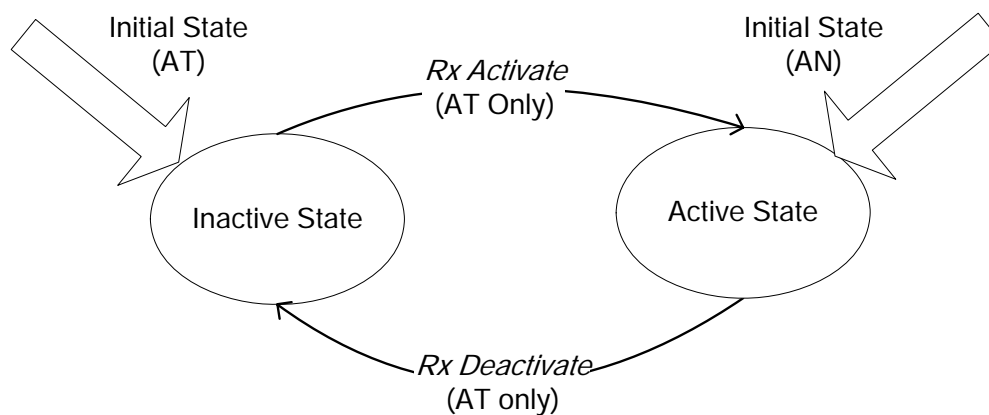 Initial State
(AT)
Initial State
(AN)
Rx Activate
(AT Only)
Inactive State
Active State
Rx Deactivate
(AT only)